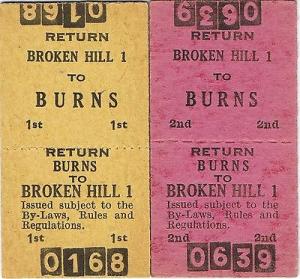 0168
RETURN
BROKEN HILL 1
TO
BURNS
1st 1st
RETURN
BURNS
TO
BROKEN HILL 1
Issued subject to the
By-Laws, Rules and
Regulations.
1st 1st
0168
0639
RETURN
BROKEN HILL 1
TO
BURNS
2nd 2nd
RETURN
BURNS
TO
BROKEN HILL 1
Issued subject to the
By-Laws, Rules and
Regulations.
2nd 2nd
0639